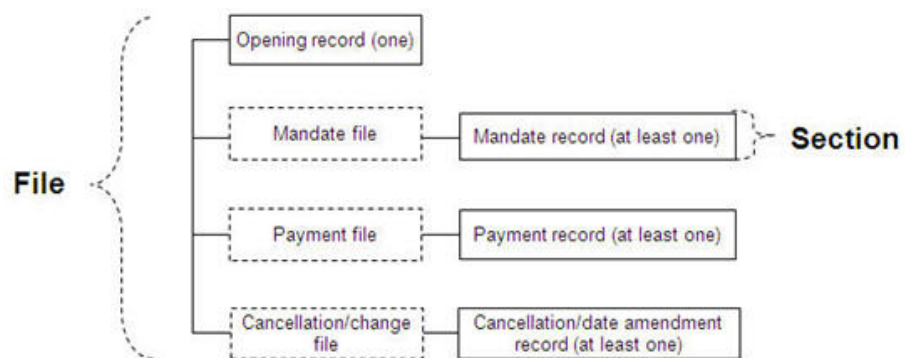 Opening record (one)
Mandate file
Mandate record (at least one)
Section
File
Payment file
Payment record (at least one)
Cancellation/change
file
Cancellation/date amendment
record (at least one)